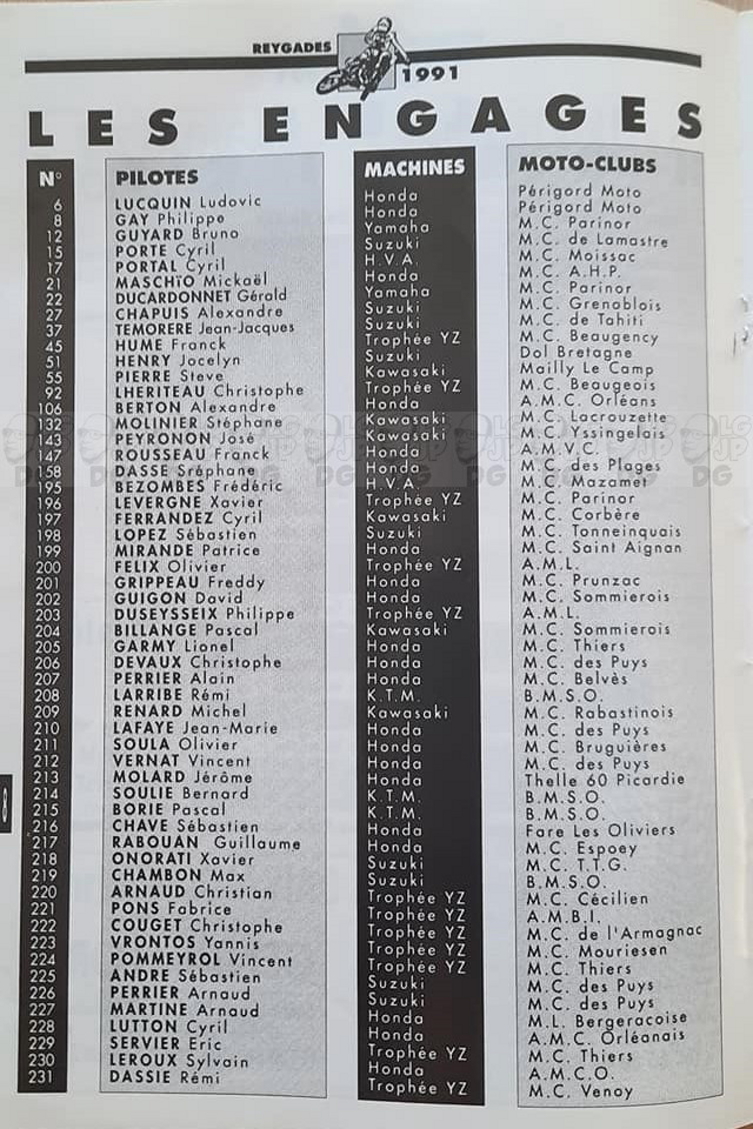 REYGADES
1991
LES ENGAGES
N° PILOTES MACHINES MOTO-CLUBS
6 LUCQUIN Ludovic Honda Périgord Moto
8 GAY Philippe Honda Périgord Moto
12 GUYARD Bruno Yamaha M.C. Parinor
15 PORTE Cyril Suzuki M.C. de Lamastre
17 PORTAL Cyril H.V.A. M.C. Moissac
21 MASCHÏO Mickaël Honda M.C. A.H.P.
22 DUCARDONNET Gérald Yamaha M.C. Parinor
27 CHAPUIS Alexandre Suzuki M.C. Grenoblois
37 TEMORERE Jean-Jacques Suzuki M.C. de Tahiti
45 HUME Franck Trophée YZ M.C. Beaugency
51 HENRY Jocelyn Suzuki Dol Bretagne
55 PIERRE Steve Kawasaki Mailly Le Camp
92 LHERITEAU Christophe Trophée YZ M.C. Beaugeois
106 BERTON Alexandre Honda A.M.C. Orléans
132 MOLINIER Stéphane Kawasaki M.C. Lacrouzette
143 PEYRONON José Kawasaki M.C. Yssingelais
147 ROUSSEAU Franck Honda A.M.V.C.
158 DASSE Sréphane Honda M.C. des Plages
195 BEZOMBES Frédéric H.V.A. M.C. Mazamet
196 LEVERGNE Xavier Trophée YZ M.C. Parinor
197 FERRANDEZ Cyril Kawasaki M.C. Corbère
198 LOPEZ Sébastien Suzuki M.C. Tonneinquais
199 MIRANDE Patrice Honda M.C. Saint Aignan
200 FELIX Olivier Trophée YZ A.M.L.
201 GRIPPEAU Freddy Honda M.C. Prunzac
202 GUIGON David Honda M.C. Sommierois
203 DUSEYSSEIX Philippe Trophée YZ A.M.L.
204 BILLANGE Pascal Kawasaki M.C. Sommierois
205 GARMY Lionel Honda M.C. Thiers
206 DEVAUX Christophe Honda M.C. des Puys
207 PERRIER Alain Honda M.C. Belvès
208 LARRIBE Rémi K.T.M. B.M.S.O.
209 RENARD Michel Kawasaki M.C. Rabastinois
210 LAFAYE Jean-Marie Honda M.C. des Puys
211 SOULA Olivier Honda M.C. Bruguières
212 VERNAT Vincent Honda M.C. des Puys
213 MOLARD Jérôme Honda Thelle 60 Picardie
214 SOULIE Bernard K.T.M. B.M.S.O.
215 BORIE Pascal K.T.M. B.M.S.O.
216 CHAVE Sébastien Honda Fare Les Oliviers
217 RABOUAN Guillaume Honda M.C. Espoey
218 ONORATI Xavier Suzuki M.C. T.T.G.
219 CHAMBON Max Suzuki B.M.S.O.
220 ARNAUD Christian Trophée YZ M.C. Cécilien
221 PONS Fabrice Trophée YZ A.M.B.I.
222 COUGET Christophe Trophée YZ M.C. de l'Armagnac
223 VRONTOS Yannis Trophée YZ M.C. Mouriesen
224 POMMEYROL Vincent Trophée YZ M.C. Thiers
225 ANDRE Sébastien Suzuki M.C. des Puys
226 PERRIER Arnaud Suzuki M.C. des Puys
227 MARTINE Arnaud Honda M.L. Bergeracoise
228 LUTTON Cyril Honda A.M.C. Orléanais
229 SERVIER Eric Trophée YZ M.C. Thiers
230 LEROUX Sylvain Honda A.M.C.O.
231 DASSIE Rémi Trophée YZ M.C. Venoy
8